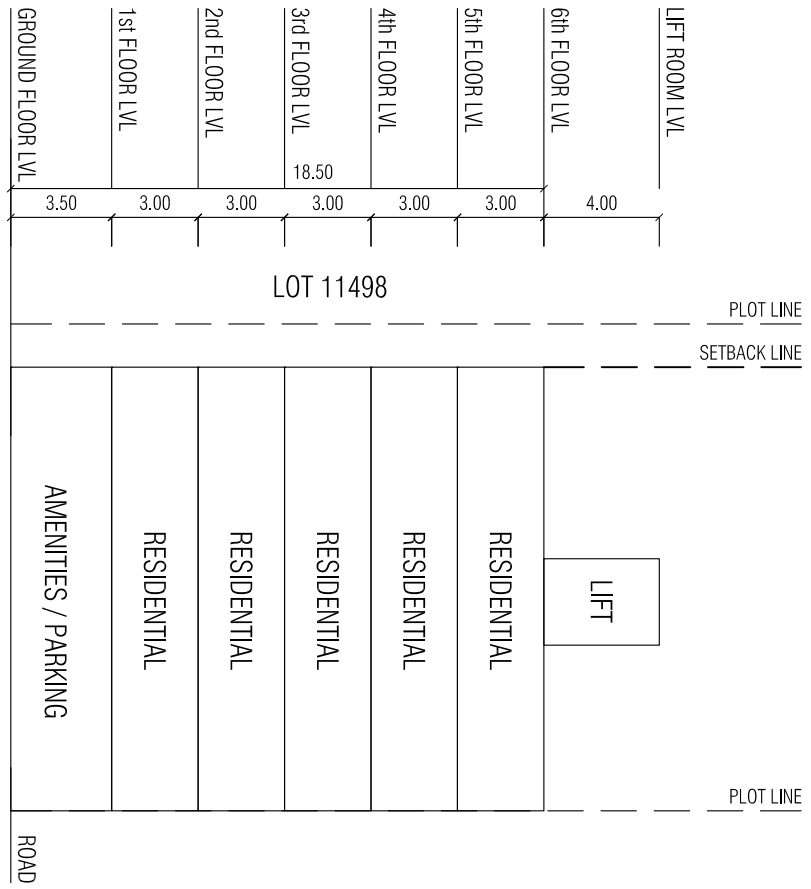 GROUND FLOOR LVL
1st FLOOR LVL
2nd FLOOR LVL
3rd FLOOR LVL
4th FLOOR LVL
5th FLOOR LVL
6th FLOOR LVL
LIFT ROOM LVL
18.50
3.50
3.00
3.00
3.00
3.00
3.00
4.00
LOT 11498
PLOT LINE
SETBACK LINE
AMENITIES / PARKING
RESIDENTIAL
RESIDENTIAL
RESIDENTIAL
RESIDENTIAL
RESIDENTIAL
LIFT
PLOT LINE
ROAD